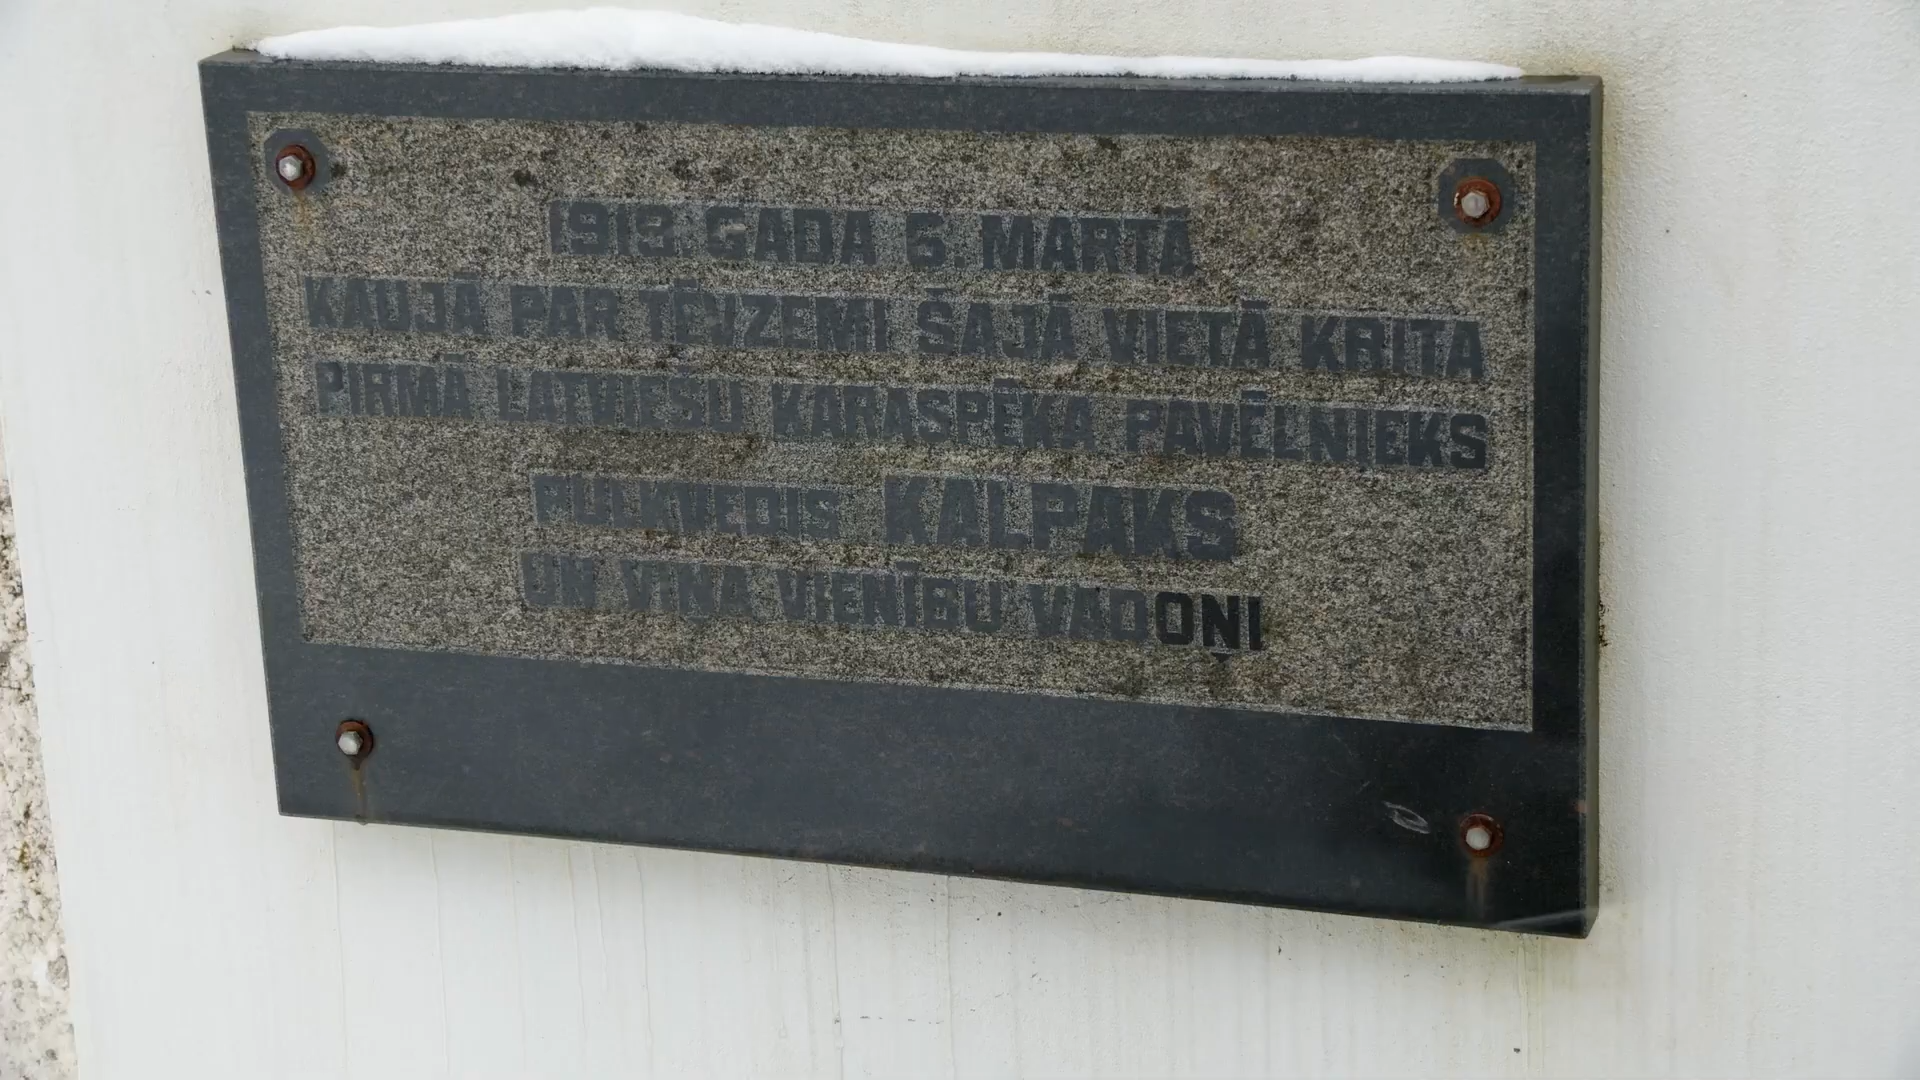 1919. GADA 6. MARTĀ
KAUJĀ PAR TĒVZEMI ŠAJĀ VIETĀ KRITA
PIRMĀ LATVIEŠU KARASPĒKA PAVĒLNIEKS
PULKVEDIS KALPAKS
UN VIŅA VIENĪBU VADOŅI